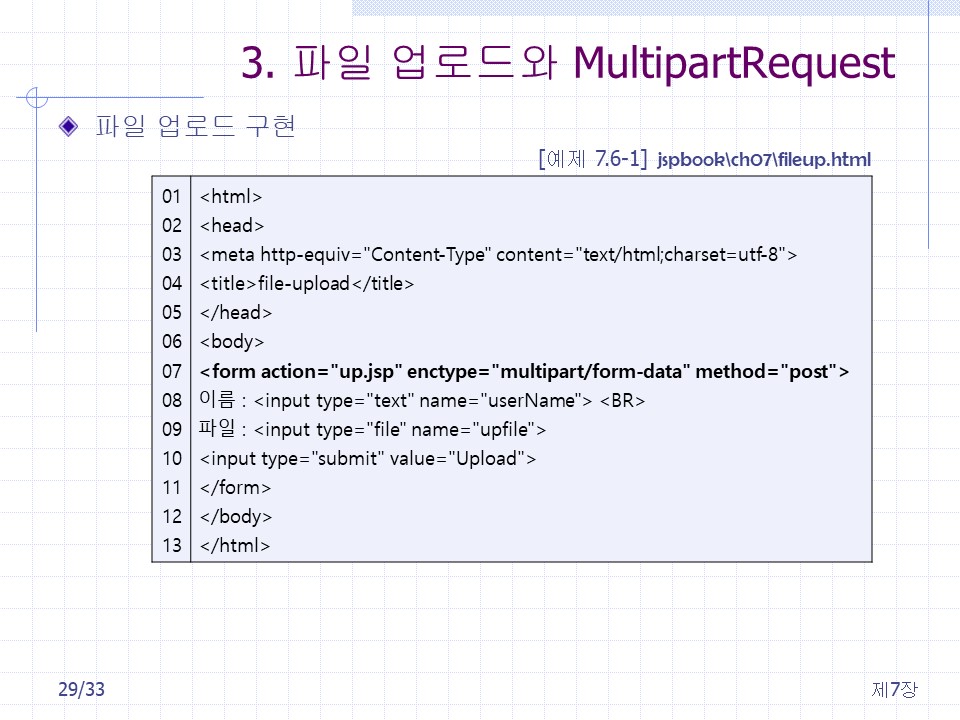 3. 파일 업로드와 MultipartRequest
파일 업로드 구현
[예제 7.6-1] jspbook\ch07\fileup.html
01 <html>
02 <head>
03 <meta http-equiv="Content-Type" content="text/html;charset=utf-8">
04 <title>file-upload</title>
05 </head>
06 <body>
07 <form action="up.jsp" enctype="multipart/form-data" method="post">
08 이름 : <input type="text" name="userName"> <BR>
09 파일 : <input type="file" name="upfile">
10 <input type="submit" value="Upload">
11 </form>
12 </body>
13 </html>
29/33
제7장